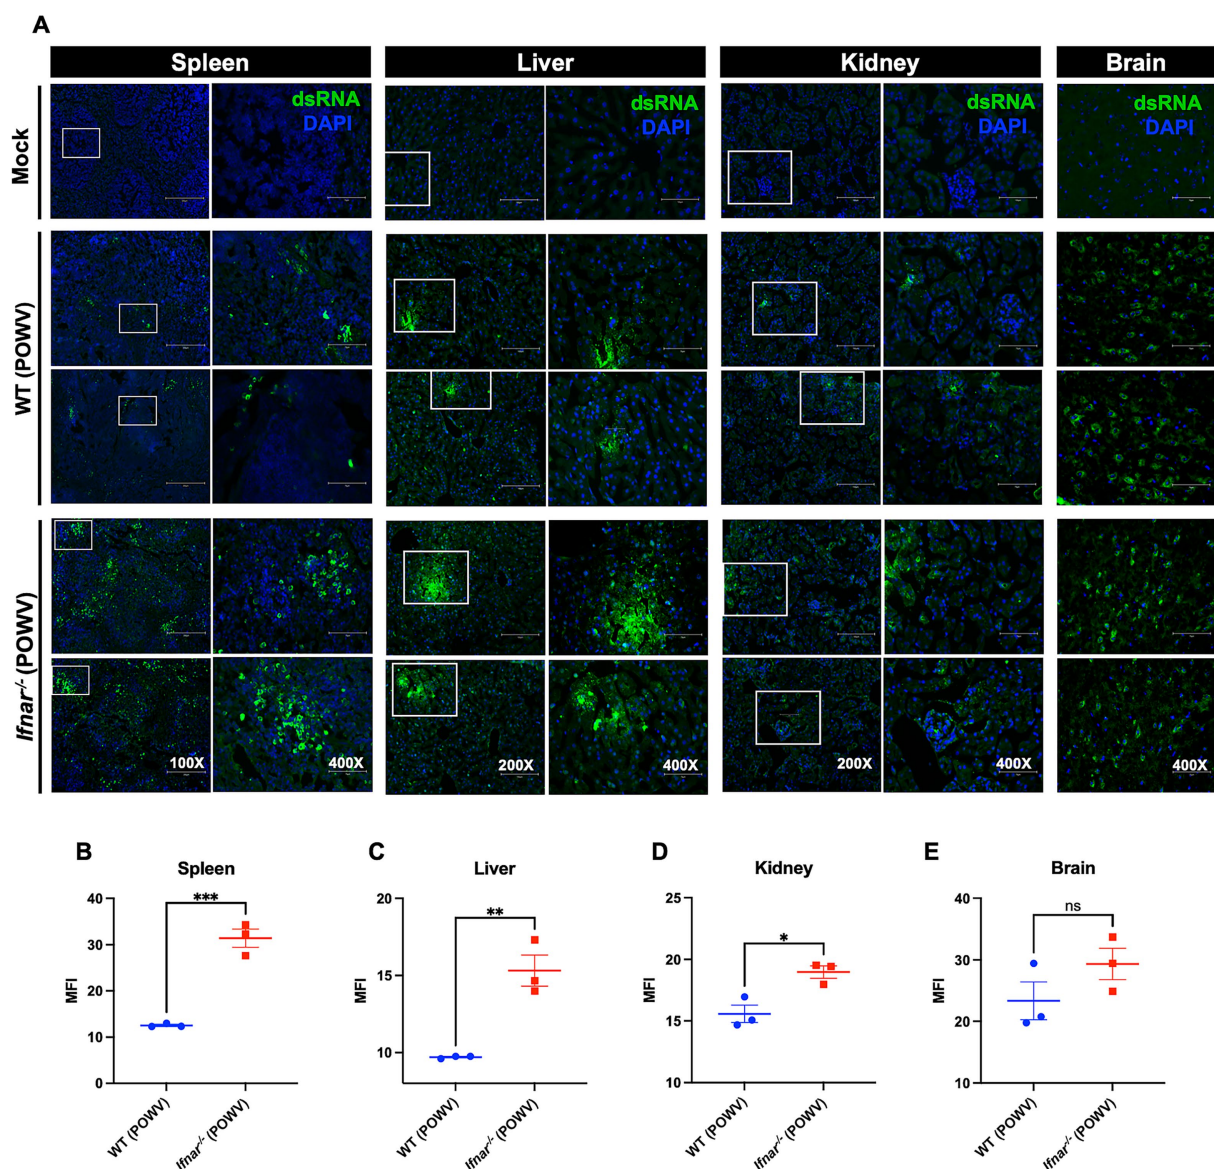 A
Spleen
Liver
Kidney
Brain
Mock
dsRNA
DAPI
dsRNA
DAPI
dsRNA
DAPI
dsRNA
DAPI
WT (POWV)
Ifnar-/- (POWV)
100X
400X
200X
400X
200X
400X
400X
B
Spleen
***
MFI
40
30
20
10
0
WT (POWV)
Ifnar-/- (POWV)
C
Liver
**
MFI
20
15
10
WT (POWV)
Ifnar-/- (POWV)
D
Kidney
*
MFI
25
20
15
10
WT (POWV)
Ifnar-/- (POWV)
E
Brain
ns
MFI
40
30
20
10
WT (POWV)
Ifnar-/- (POWV)